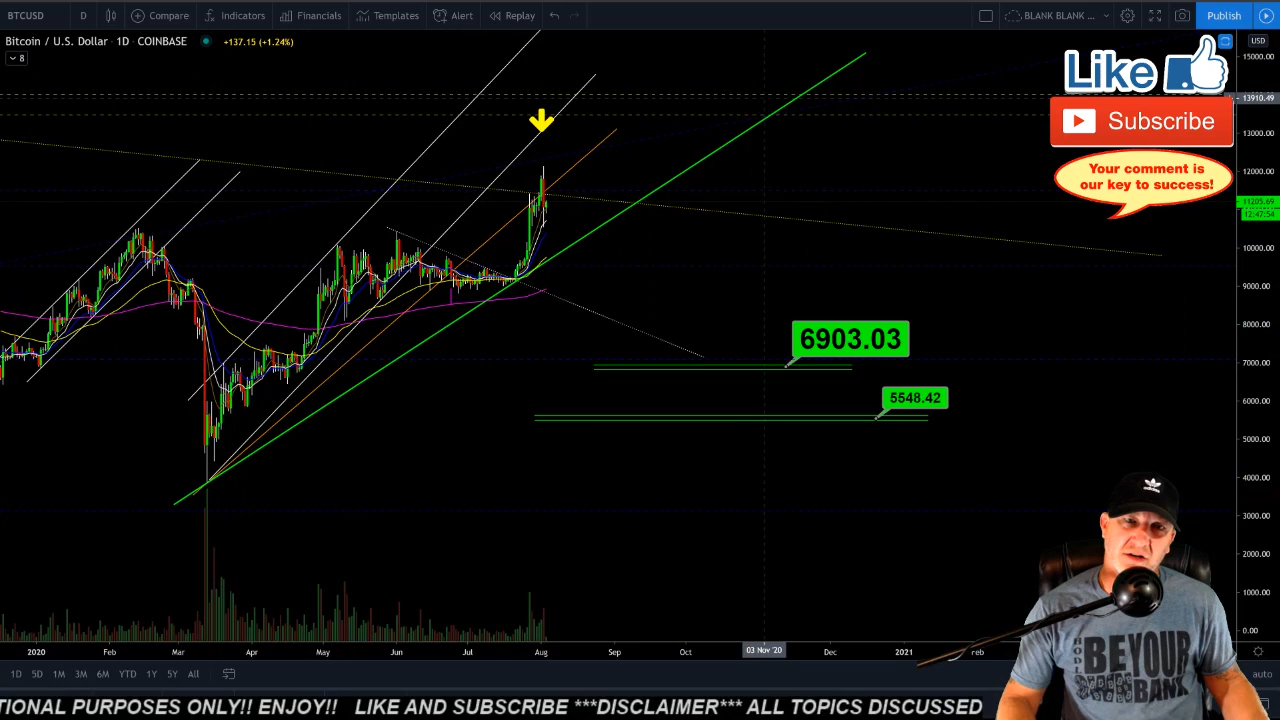 BTCUSD D Compare Indicators Financials Templates Alert Replay BLANK BLANK ... Publish
Bitcoin / U.S. Dollar · 1D · COINBASE +137.15 (+1.24%) USD
8
15000.00
Like
13910.49
Subscribe
13000.00
Your comment is
our key to success!
12000.00
11205.69
12:47:54
10000.00
9000.00
8000.00
6903.03
7000.00
5548.42
5000.00
4000.00
3000.00
2000.00
1000.00
0.00
2020 Feb Mar Apr May Jun Jul Aug Sep Oct 03 Nov '20 Dec 2021
1D 5D 1M 3M 6M YTD 1Y 5Y All auto
HODL
BEYOUR
BANK
TIONAL PURPOSES ONLY!! ENJOY!! LIKE AND SUBSCRIBE ***DISCLAIMER*** ALL TOPICS DISCUSSED